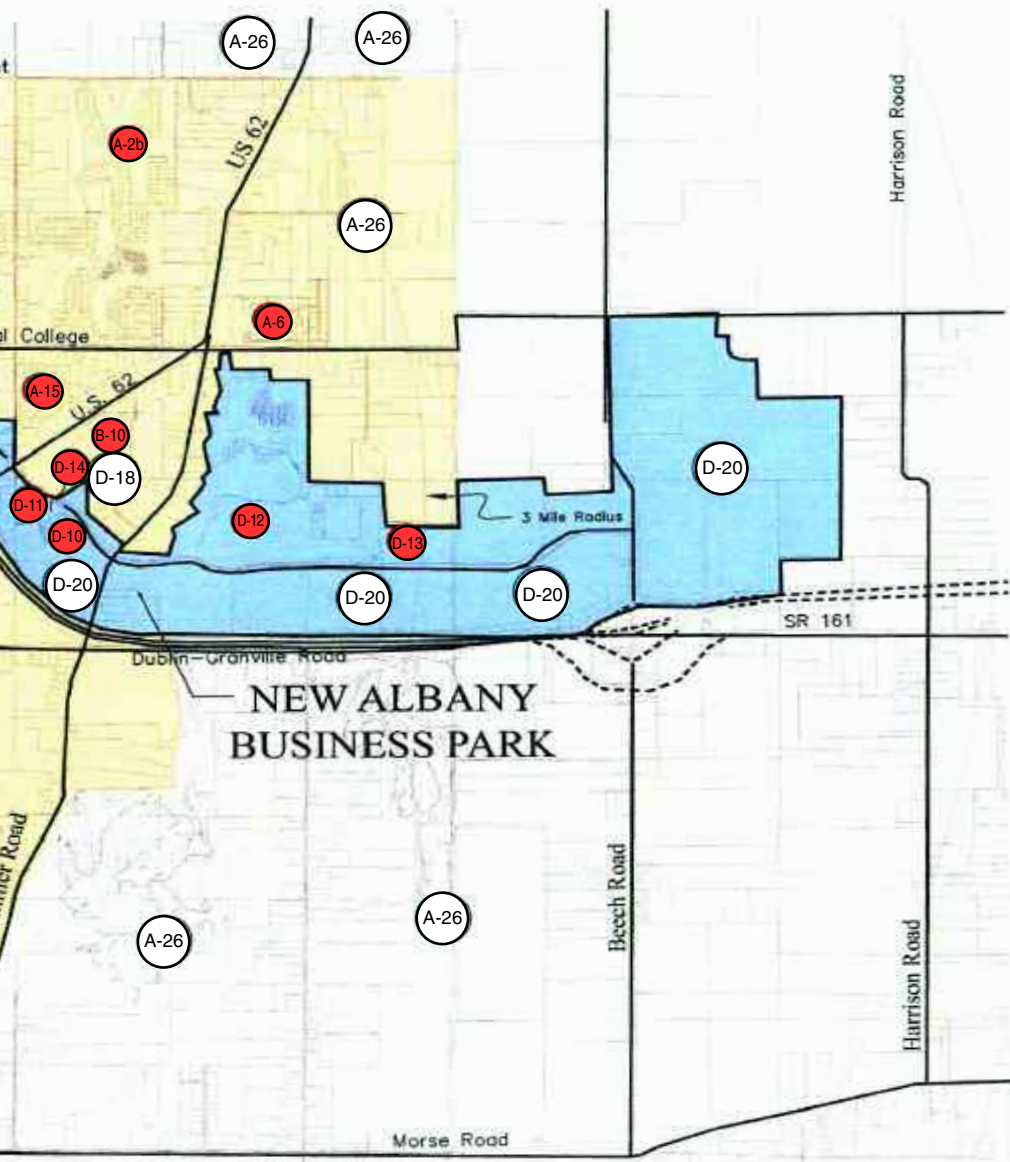 A-26
A-26
t
Harrison Road
A-2b
US 62
A-26
A-6
l College
A-15
U.S. 62
B-10
D-14
D-18
D-20
D-11
D-12
3 Mile Radius
D-10
D-13
D-20
D-20
D-20
SR 161
Dublin-Granville Road
NEW ALBANY
BUSINESS PARK
Road
Beech Road
A-26
A-26
Harrison Road
Morse Road